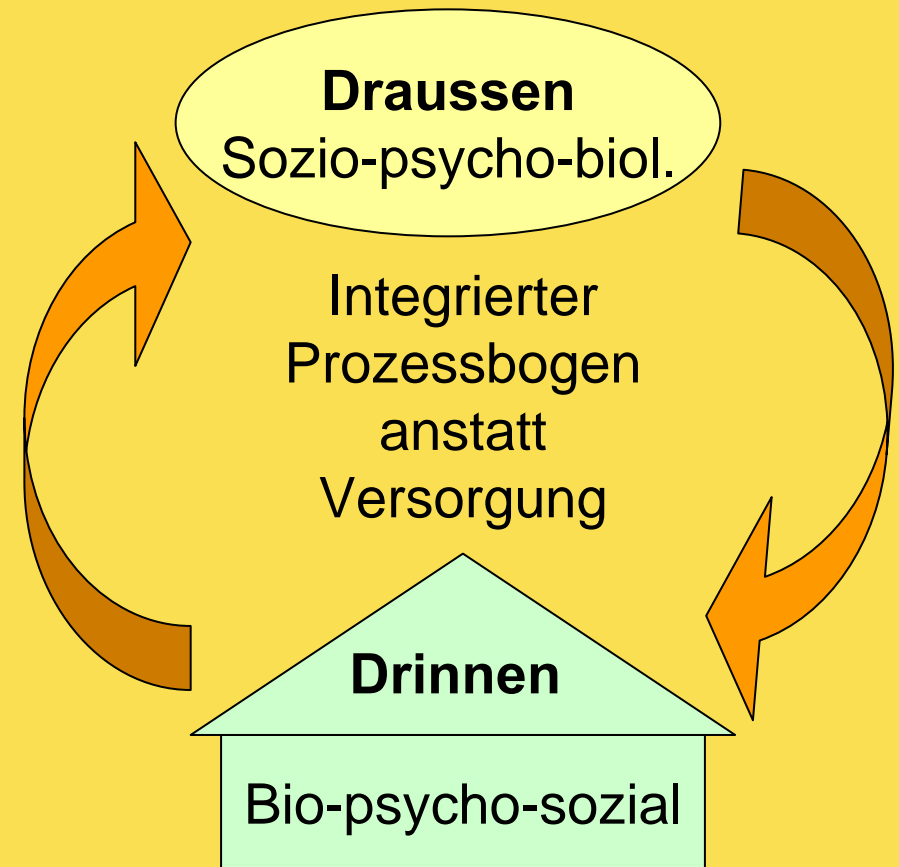 Draussen
Sozio-psycho-biol.
Integrierter
Prozessbogen
anstatt
Versorgung
Drinnen
Bio-psycho-sozial